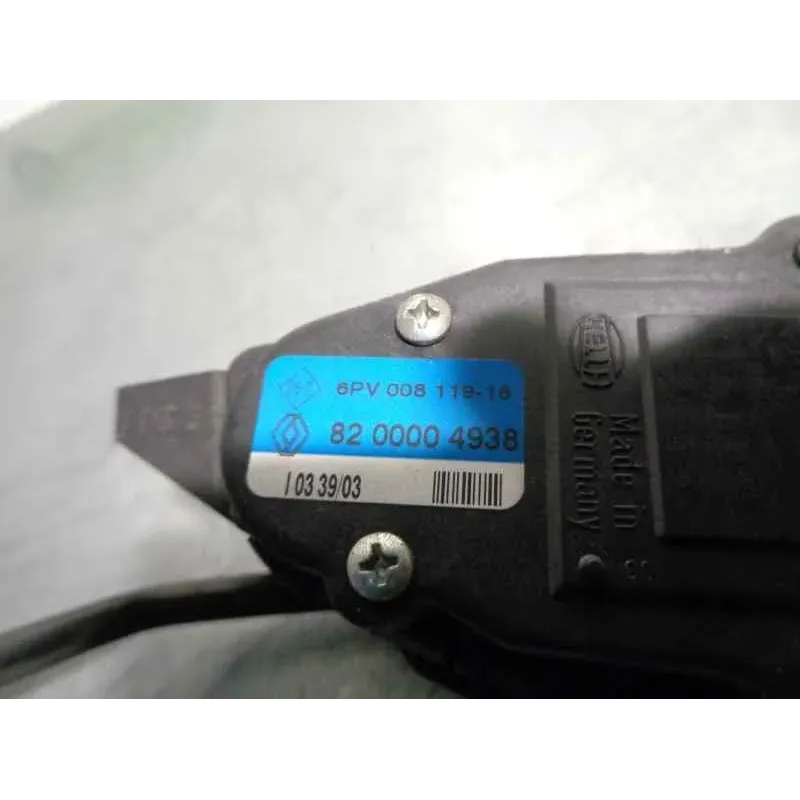 6PV 008 119-16
82 0000 4938
I 03 39/03
HELLA
Made in
Germany